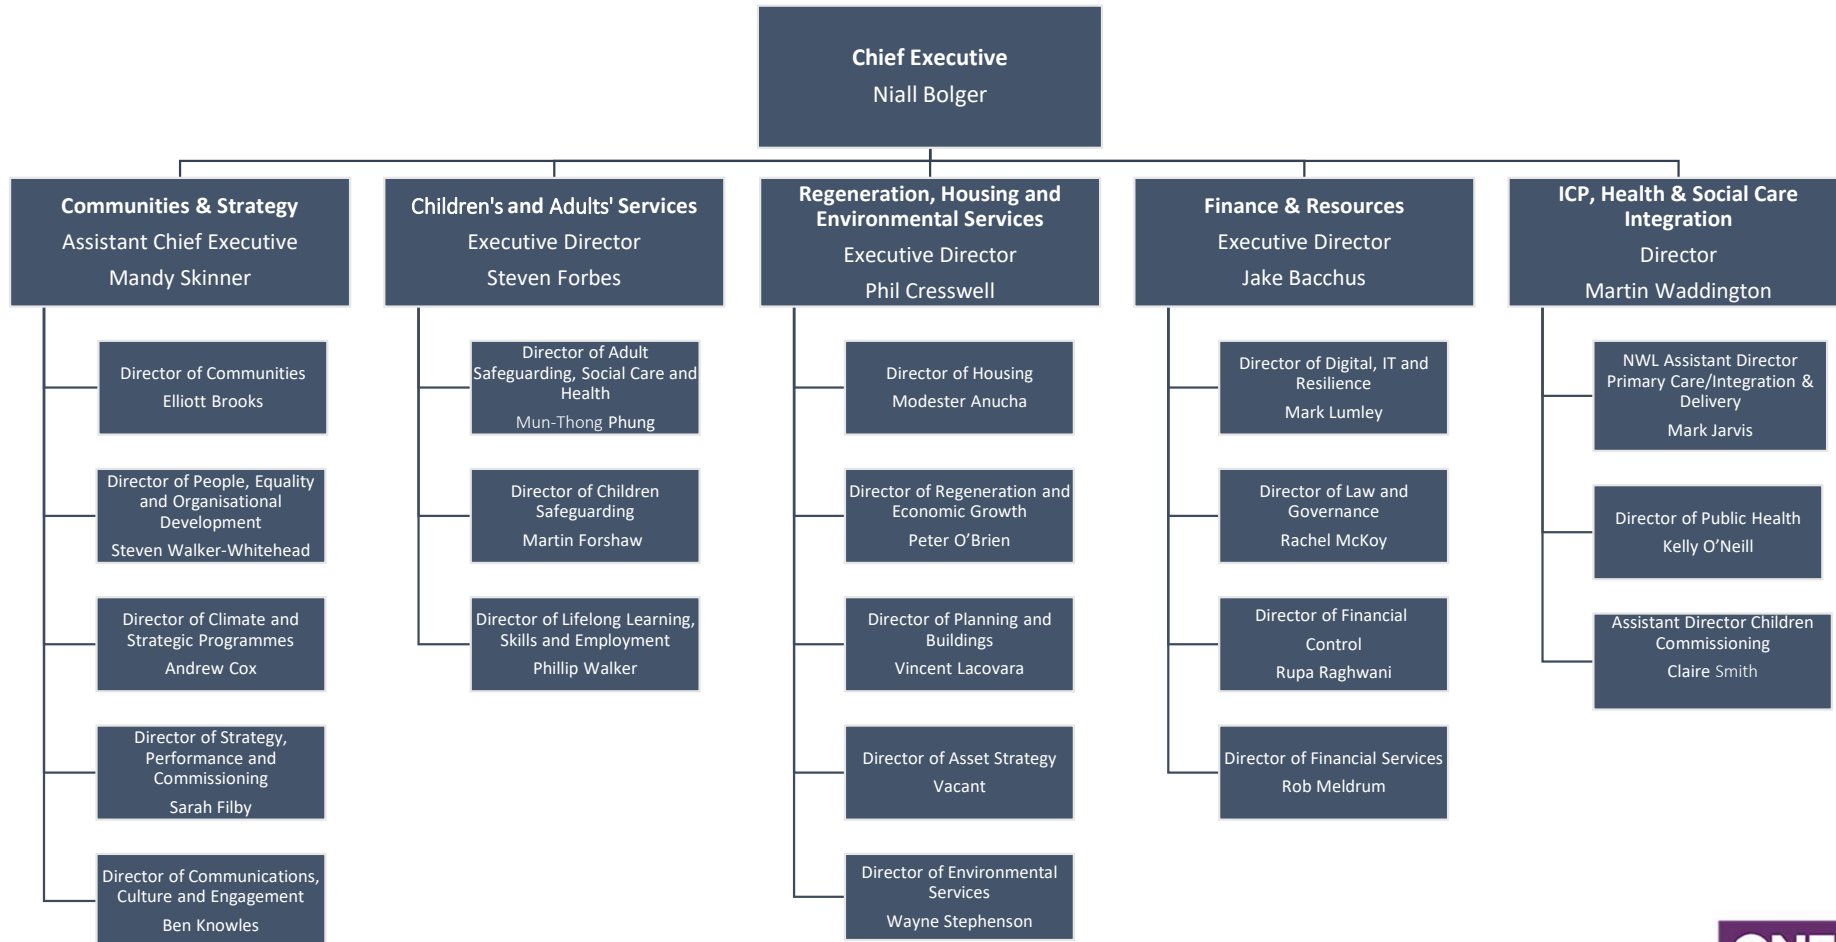 Chief Executive
Niall Bolger
Communities & Strategy
Assistant Chief Executive
Mandy Skinner
Children's and Adults' Services
Executive Director
Steven Forbes
Regeneration, Housing and
Environmental Services
Executive Director
Phil Cresswell
Finance & Resources
Executive Director
Jake Bacchus
ICP, Health & Social Care
Integration
Director
Martin Waddington
Director of Communities
Elliott Brooks
Director of People, Equality
and Organisational
Development
Steven Walker-Whitehead
Director of Climate and
Strategic Programmes
Andrew Cox
Director of Strategy,
Performance and
Commissioning
Sarah Filby
Director of Communications,
Culture and Engagement
Ben Knowles
Director of Adult
Safeguarding, Social Care and
Health
Mun-Thong Phung
Director of Children
Safeguarding
Martin Forshaw
Director of Lifelong Learning,
Skills and Employment
Phillip Walker
Director of Housing
Modester Anucha
Director of Regeneration and
Economic Growth
Peter O’Brien
Director of Planning and
Buildings
Vincent Lacovara
Director of Asset Strategy
Vacant
Director of Environmental
Services
Wayne Stephenson
Director of Digital, IT and
Resilience
Mark Lumley
Director of Law and
Governance
Rachel McKoy
Director of Financial
Control
Rupa Raghwani
Director of Financial Services
Rob Meldrum
NWL Assistant Director
Primary Care/Integration &
Delivery
Mark Jarvis
Director of Public Health
Kelly O’Neill
Assistant Director Children
Commissioning
Claire Smith